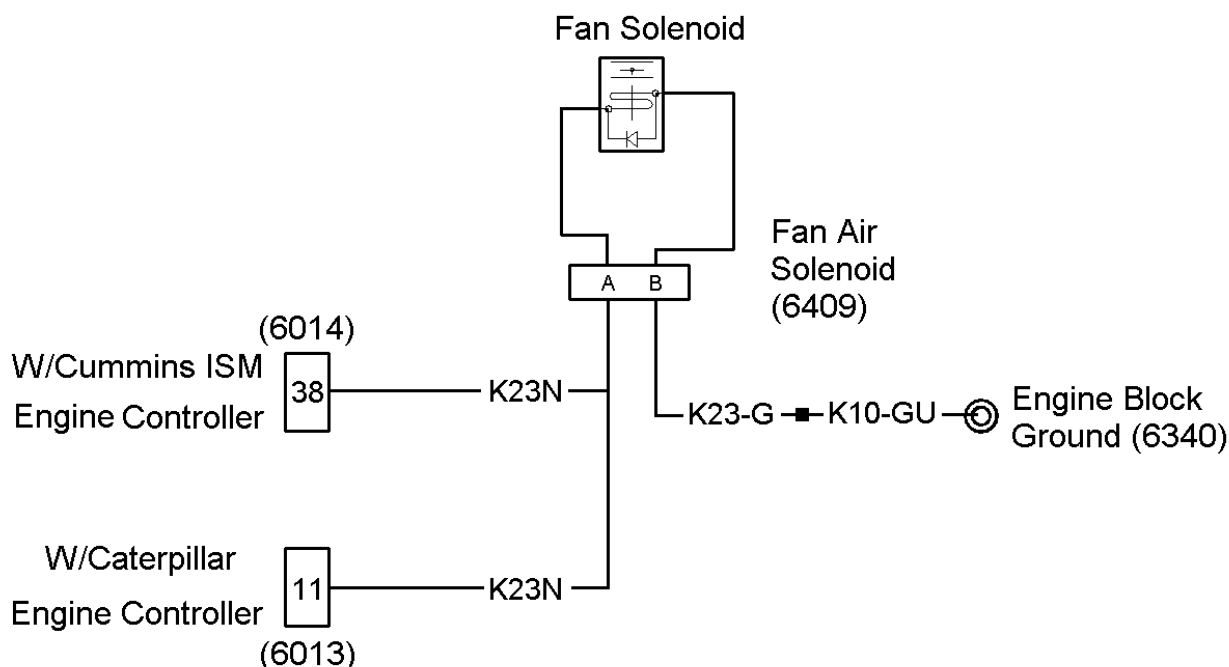 Fan Solenoid
A B
Fan Air
Solenoid
(6409)
(6014)
W/Cummins ISM
Engine Controller
38
K23N
K23-G
K10-GU
Engine Block
Ground (6340)
W/Caterpillar
Engine Controller
11
K23N
(6013)